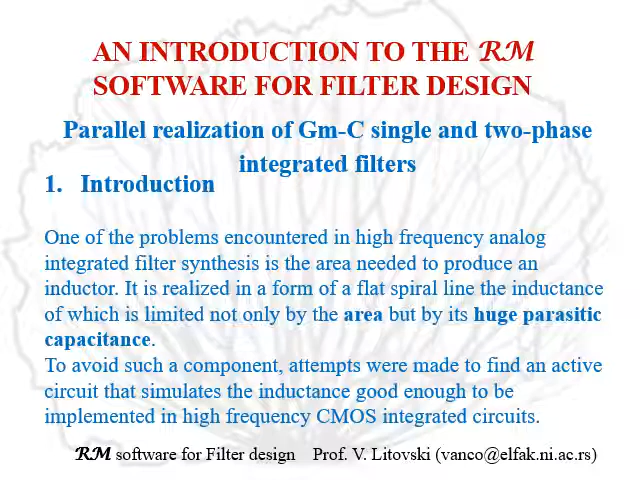 AN INTRODUCTION TO THE RM
SOFTWARE FOR FILTER DESIGN
Parallel realization of Gm-C single and two-phase
integrated filters
1. Introduction
One of the problems encountered in high frequency analog
integrated filter synthesis is the area needed to produce an
inductor. It is realized in a form of a flat spiral line the inductance
of which is limited not only by the area but by its huge parasitic
capacitance.
To avoid such a component, attempts were made to find an active
circuit that simulates the inductance good enough to be
implemented in high frequency CMOS integrated circuits.
RM software for Filter design Prof. V. Litovski (vanco@elfak.ni.ac.rs)